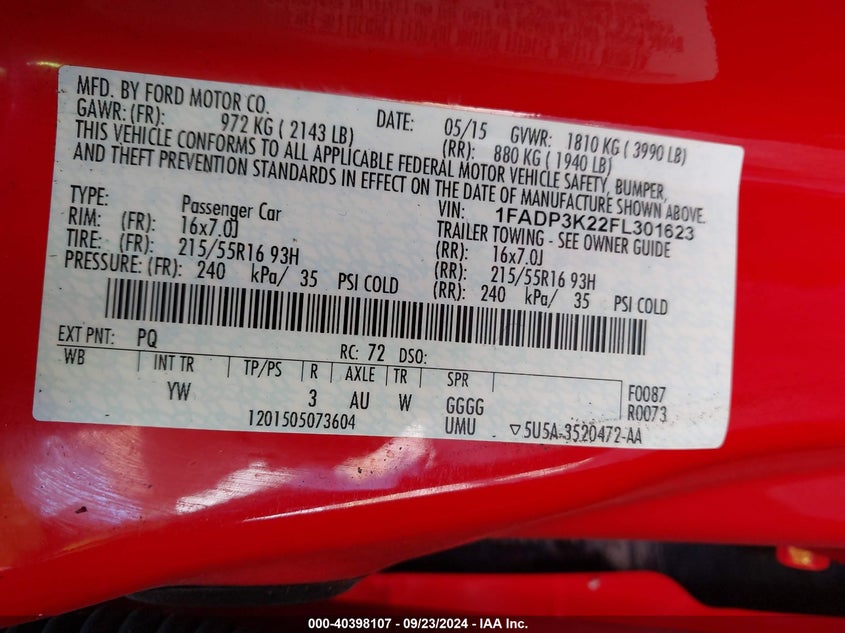 MFD. BY FORD MOTOR CO. DATE: 05/15 GVWR: 1810 KG ( 3990 LB)
GAWR: (FR): 972 KG ( 2143 LB) (RR): 880 KG ( 1940 LB)
THIS VEHICLE CONFORMS TO ALL APPLICABLE FEDERAL MOTOR VEHICLE SAFETY, BUMPER,
AND THEFT PREVENTION STANDARDS IN EFFECT ON THE DATE OF MANUFACTURE SHOWN ABOVE.
VIN: 1FADP3K22FL301623
TYPE: Passenger Car TRAILER TOWING - SEE OWNER GUIDE
RIM: (FR): 16x7.0J (RR): 16x7.0J
TIRE: (FR): 215/55R16 93H (RR): 215/55R16 93H
PRESSURE: (FR): 240 kPa/ 35 PSI COLD (RR): 240 kPa/ 35 PSI COLD
EXT PNT: PQ RC: 72 DSO:
WB INT TR TP/PS R AXLE TR SPR F0087
YW 3 AU W GGGG R0073
1201505073604 UMU ▽5U5A-3520472-AA
000-40398107 - 09/23/2024 - IAA Inc.